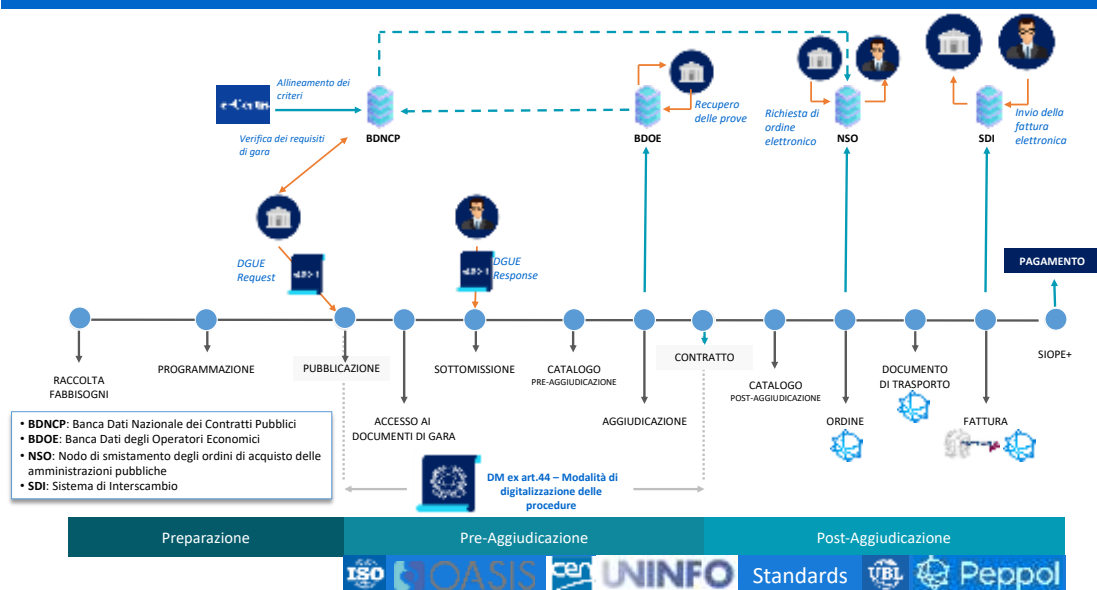 e-Certis
Allineamento dei
criteri
Verifica dei requisiti
di gara
BDNCP
BDOE
Recupero
delle prove
Richiesta di
ordine
elettronico
NSO
SDI
Invio della
fattura
elettronica
DGUE
Request
DGUE
Response
PAGAMENTO
RACCOLTA
FABBISOGNI
PROGRAMMAZIONE
PUBBLICAZIONE
ACCESSO AI
DOCUMENTI DI GARA
SOTTOMISSIONE
CATALOGO
PRE-AGGIUDICAZIONE
AGGIUDICAZIONE
CONTRATTO
CATALOGO
POST-AGGIUDICAZIONE
ORDINE
DOCUMENTO
DI TRASPORTO
FATTURA
SIOPE+
• BDNCP: Banca Dati Nazionale dei Contratti Pubblici
• BDOE: Banca Dati degli Operatori Economici
• NSO: Nodo di smistamento degli ordini di acquisto delle
amministrazioni pubbliche
• SDI: Sistema di Interscambio
DM ex art.44 – Modalità di
digitalizzazione delle
procedure
Preparazione
Pre-Aggiudicazione
Post-Aggiudicazione
ISO
OASIS
cen
UNINFO
Standards
UBL
Peppol